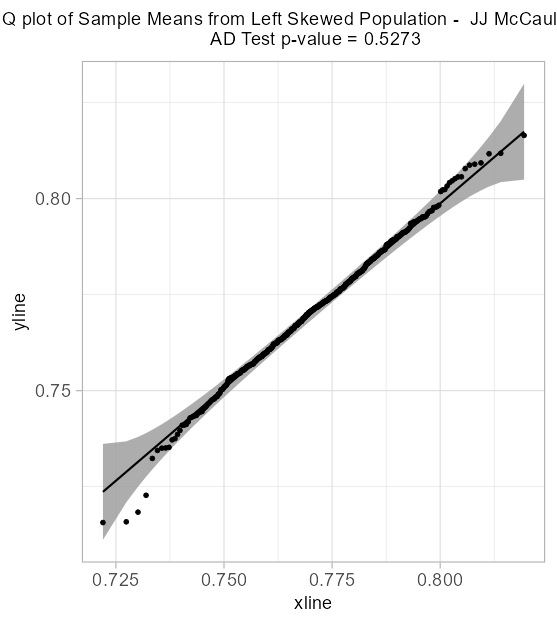 Q plot of Sample Means from Left Skewed Population -  JJ McCaul
AD Test p-value = 0.5273
0.80
0.75
yline
0.725 0.750 0.775 0.800
xline